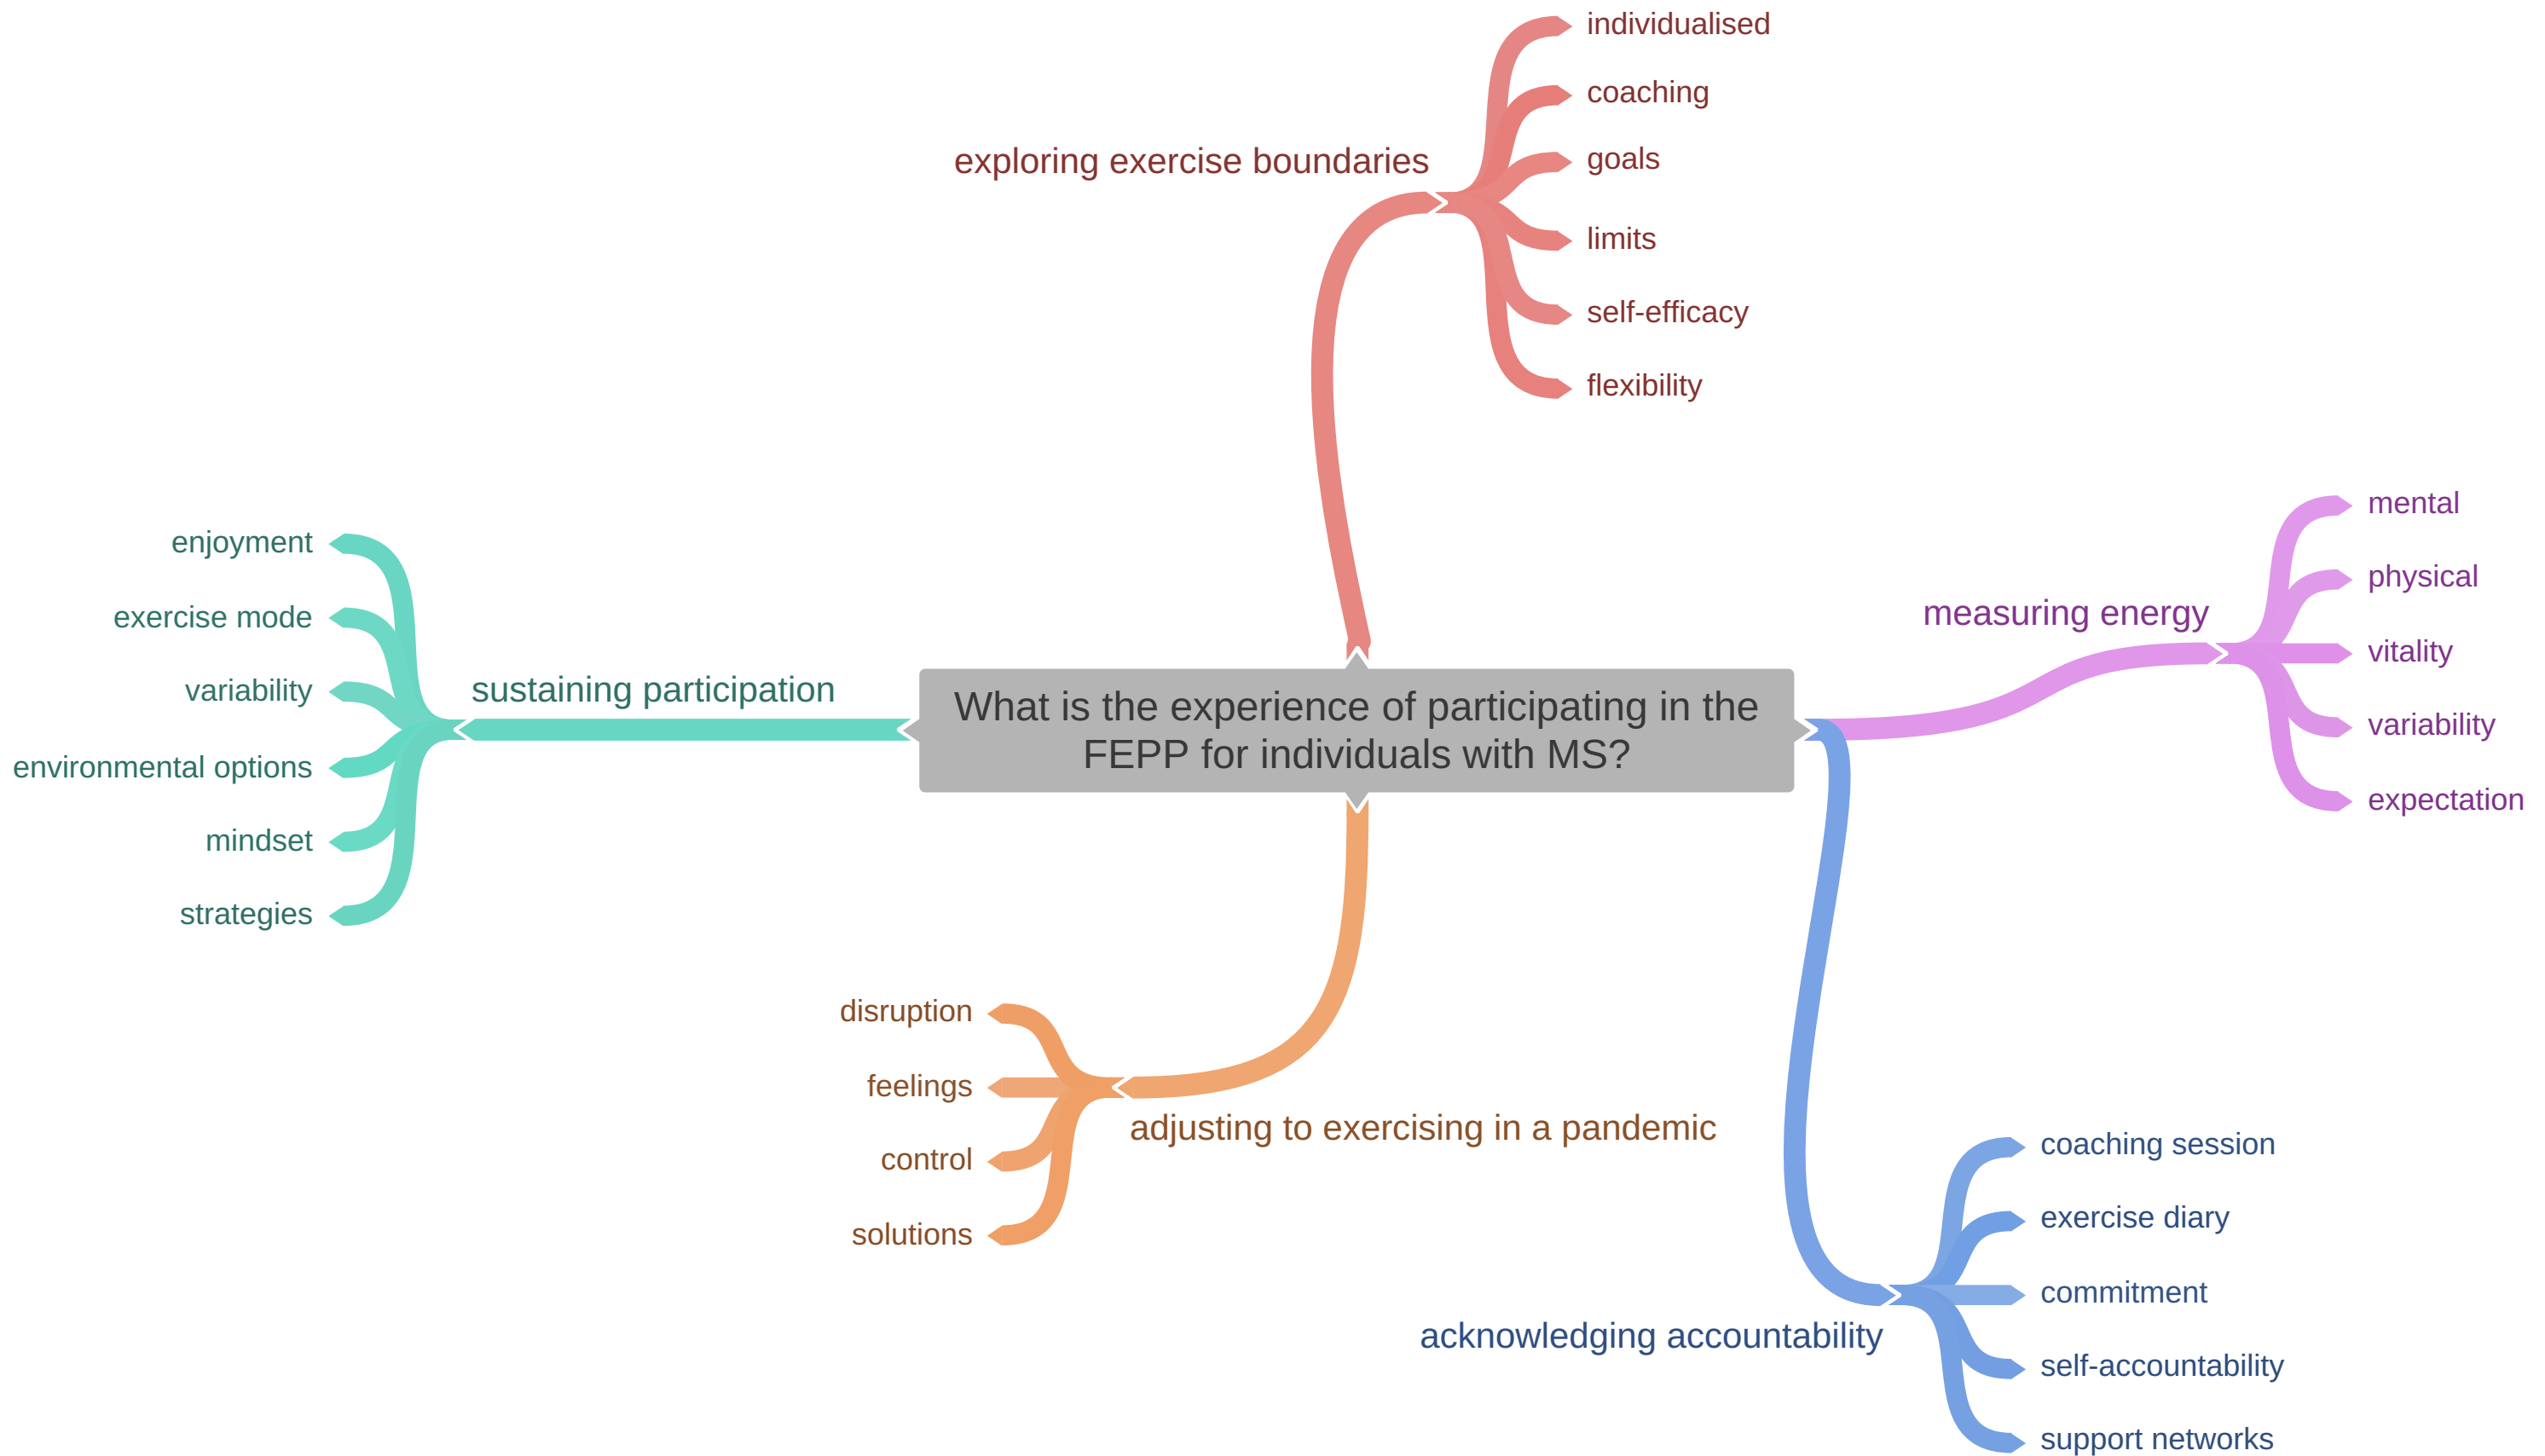 individualised
coaching
exploring exercise boundaries
goals
limits
self-efficacy
flexibility
mental
physical
measuring energy
vitality
variability
expectation
enjoyment
exercise mode
variability
sustaining participation
environmental options
mindset
strategies
What is the experience of participating in the
FEPP for individuals with MS?
disruption
feelings
adjusting to exercising in a pandemic
control
solutions
coaching session
exercise diary
commitment
acknowledging accountability
self-accountability
support networks